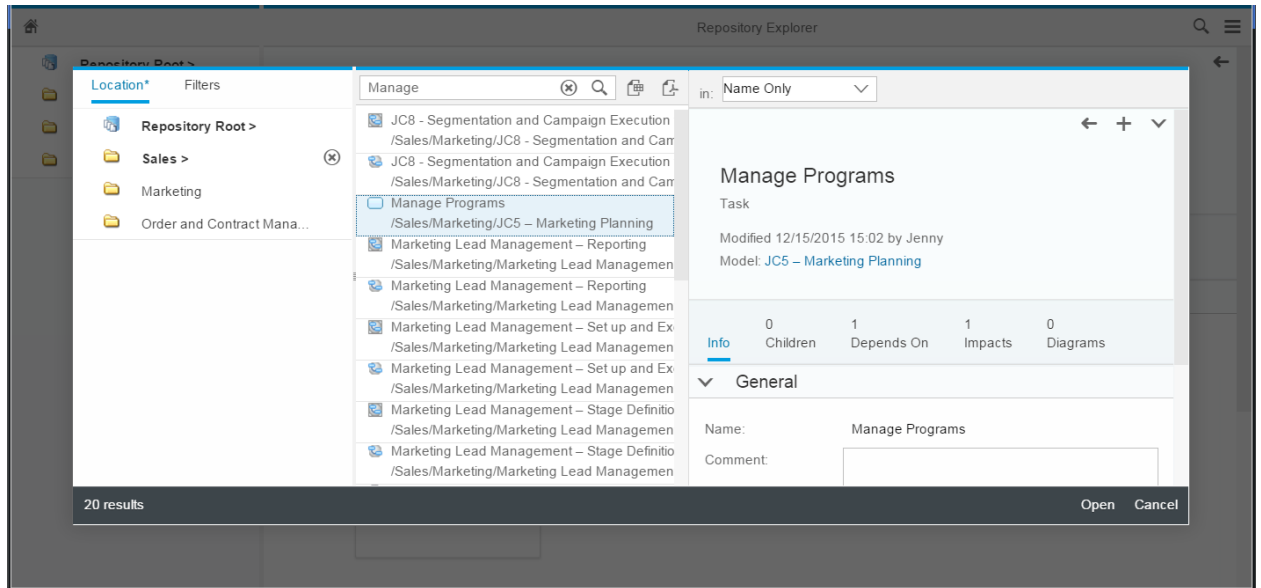 Repository Explorer
Repository Root >
Location*
Filters
Repository Root >
Sales >
Marketing
Order and Contract Mana...
Manage
in:
Name Only
JC8 - Segmentation and Campaign Execution
/Sales/Marketing/JC8 - Segmentation and Cam
JC8 - Segmentation and Campaign Execution
/Sales/Marketing/JC8 - Segmentation and Cam
Manage Programs
/Sales/Marketing/JC5 – Marketing Planning
Marketing Lead Management – Reporting
/Sales/Marketing/Marketing Lead Managemen
Marketing Lead Management – Reporting
/Sales/Marketing/Marketing Lead Managemen
Marketing Lead Management – Set up and Ex
/Sales/Marketing/Marketing Lead Managemen
Marketing Lead Management – Set up and Ex
/Sales/Marketing/Marketing Lead Managemen
Marketing Lead Management – Stage Definitio
/Sales/Marketing/Marketing Lead Managemen
Marketing Lead Management – Stage Definitio
/Sales/Marketing/Marketing Lead Managemen
Manage Programs
Task
Modified 12/15/2015 15:02 by Jenny
Model: JC5 – Marketing Planning
Info
0 Children
1 Depends On
1 Impacts
0 Diagrams
General
Name: Manage Programs
Comment:
20 results
Open
Cancel